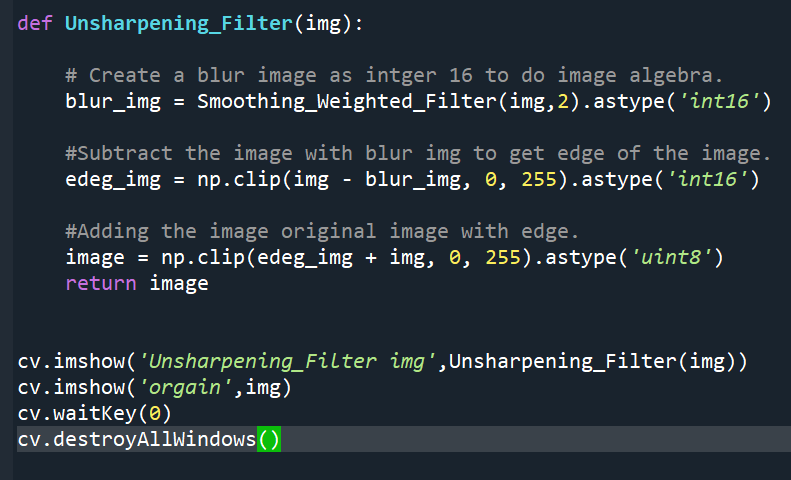 def Unsharpening_Filter(img):
# Create a blur image as intger 16 to do image algebra.
blur_img = Smoothing_Weighted_Filter(img,2).astype('int16')
#Subtract the image with blur img to get edge of the image.
edeg_img = np.clip(img - blur_img, 0, 255).astype('int16')
#Adding the image original image with edge.
image = np.clip(edeg_img + img, 0, 255).astype('uint8')
return image
cv.imshow('Unsharpening_Filter img',Unsharpening_Filter(img))
cv.imshow('orgain',img)
cv.waitKey(0)
cv.destroyAllWindows()